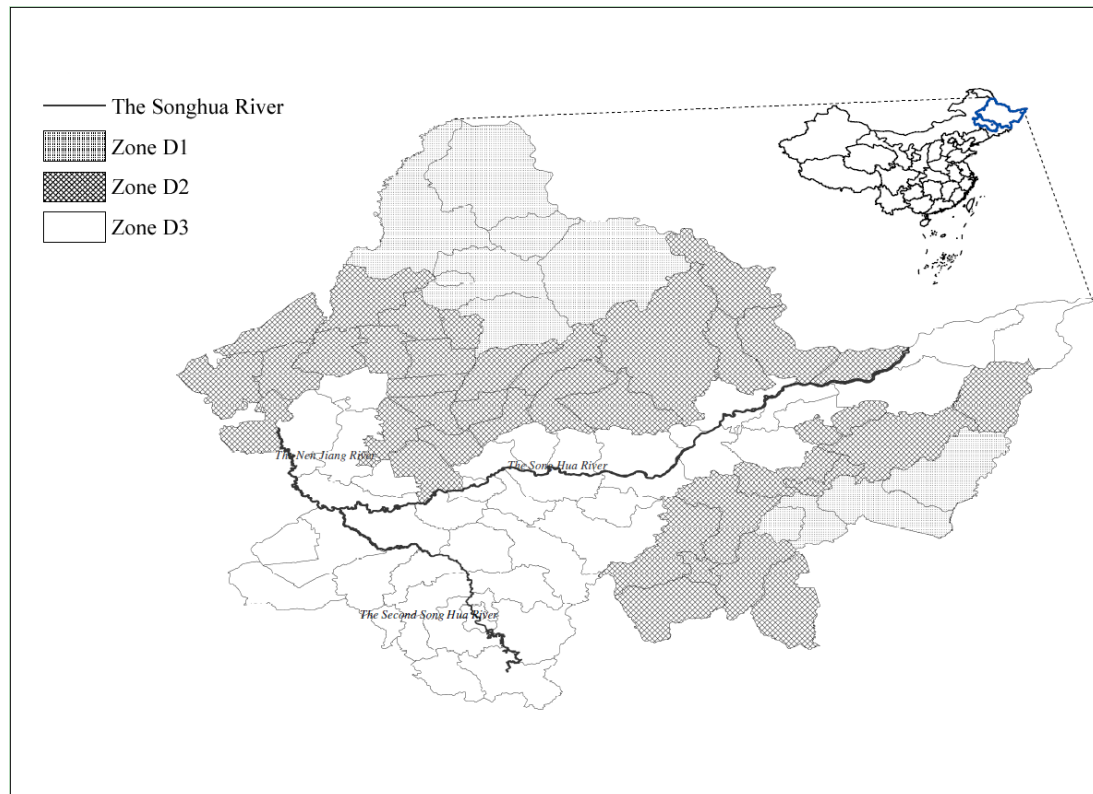 The Songhua River
Zone D1
Zone D2
Zone D3
The Nen Jiang River
The Song Hua River
The Second Song Hua River